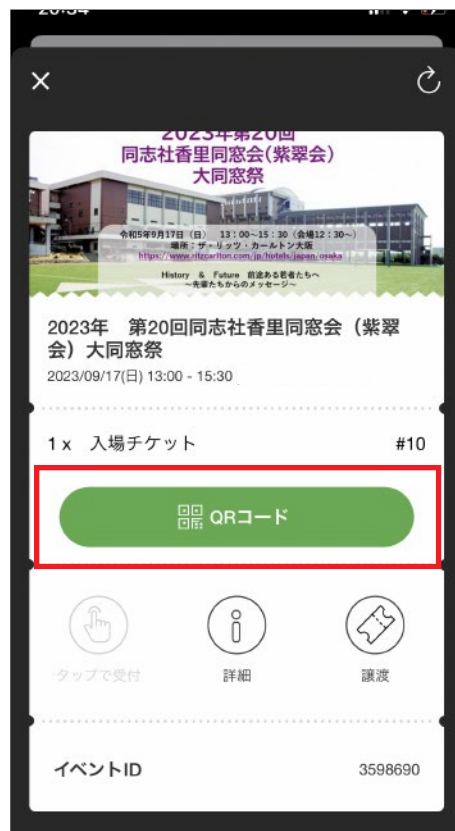 20:34
2023年第20回
同志社香里同窓会(紫翠会)
大同窓祭
令和5年9月17日（日） 13：00～15：30（会場12：30～）
場所：ザ・リッツ・カールトン大阪
https://www.ritzcarlton.com/jp/hotels/japan/osaka
History & Future 前途ある若者たちへ
～先輩たちからのメッセージ～
2023年 第20回同志社香里同窓会（紫翠
会）大同窓祭
2023/09/17(日) 13:00 - 15:30
1 x 入場チケット #10
QRコード
タップで受付 詳細 譲渡
イベントID 3598690